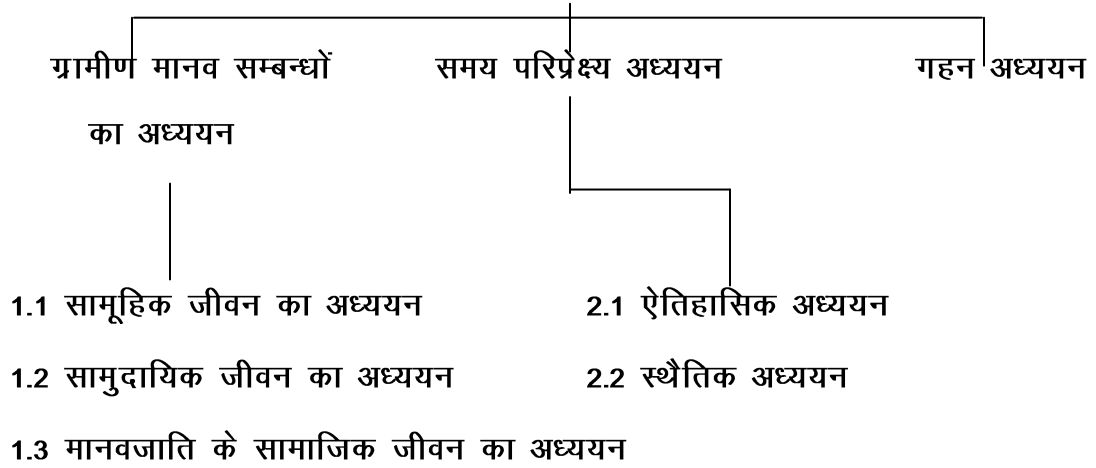 ग्रामीण मानव सम्बन्धों
का अध्ययन
समय परिप्रेक्ष्य अध्ययन
गहन अध्ययन
1.1 सामूहिक जीवन का अध्ययन
1.2 सामुदायिक जीवन का अध्ययन
1.3 मानवजाति के सामाजिक जीवन का अध्ययन
2.1 ऐतिहासिक अध्ययन
2.2 स्थैतिक अध्ययन